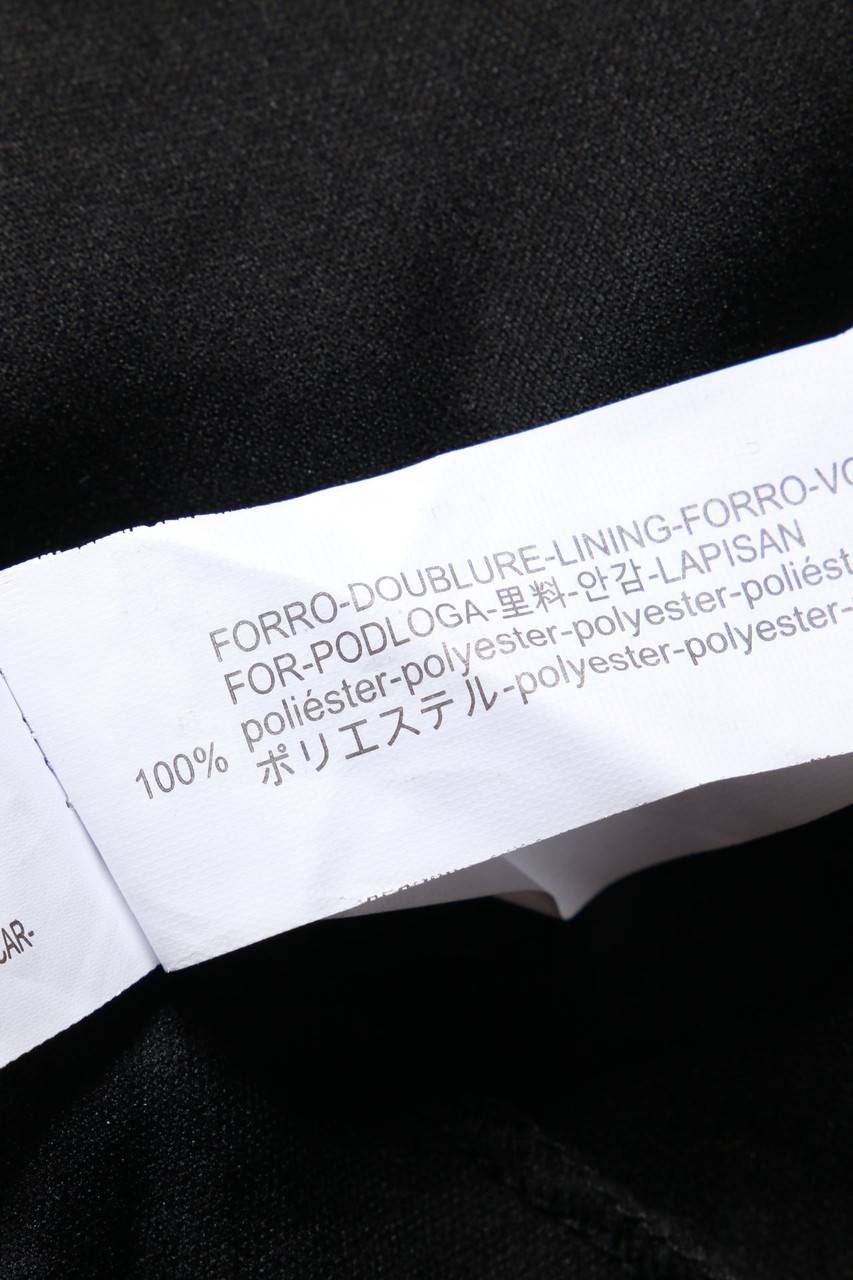 FORRO-DOUBLURE-LINING-FORRO-VO
FOR-PODLOGA-里料-안감-LAPISAN
100% poliéster-polyester-polyester-poliést
ポリエステル-polyester-polyester-
CAR-